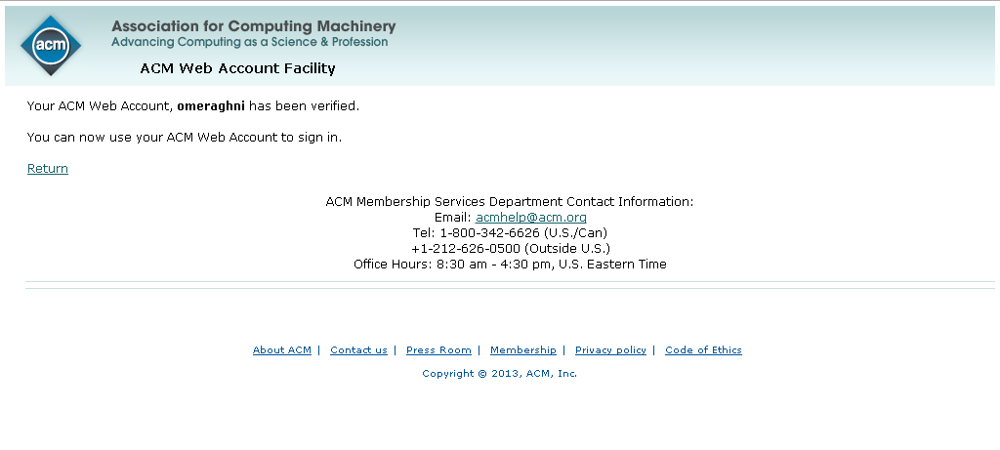 acm
Association for Computing Machinery
Advancing Computing as a Science & Profession
ACM Web Account Facility
Your ACM Web Account, omeraghni has been verified.
You can now use your ACM Web Account to sign in.
Return
ACM Membership Services Department Contact Information:
Email: acmhelp@acm.org
Tel: 1-800-342-6626 (U.S./Can)
+1-212-626-0500 (Outside U.S.)
Office Hours: 8:30 am - 4:30 pm, U.S. Eastern Time
About ACM | Contact us | Press Room | Membership | Privacy policy | Code of Ethics
Copyright © 2013, ACM, Inc.